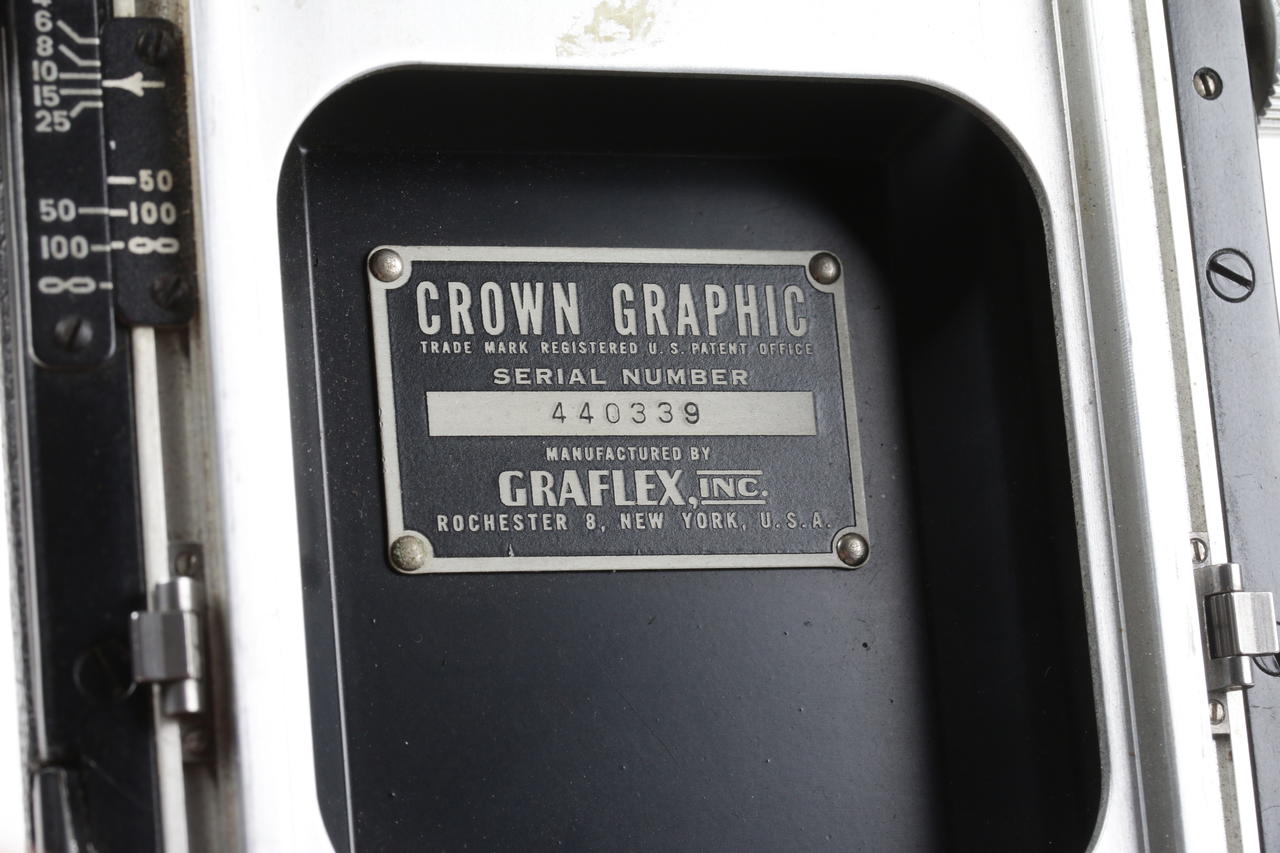 6
8
10
15
25
50
50 100
100 ∞
∞
CROWN GRAPHIC
TRADE MARK REGISTERED U.S. PATENT OFFICE
SERIAL NUMBER
440339
MANUFACTURED BY
GRAFLEX, INC.
ROCHESTER 8, NEW YORK, U.S.A.